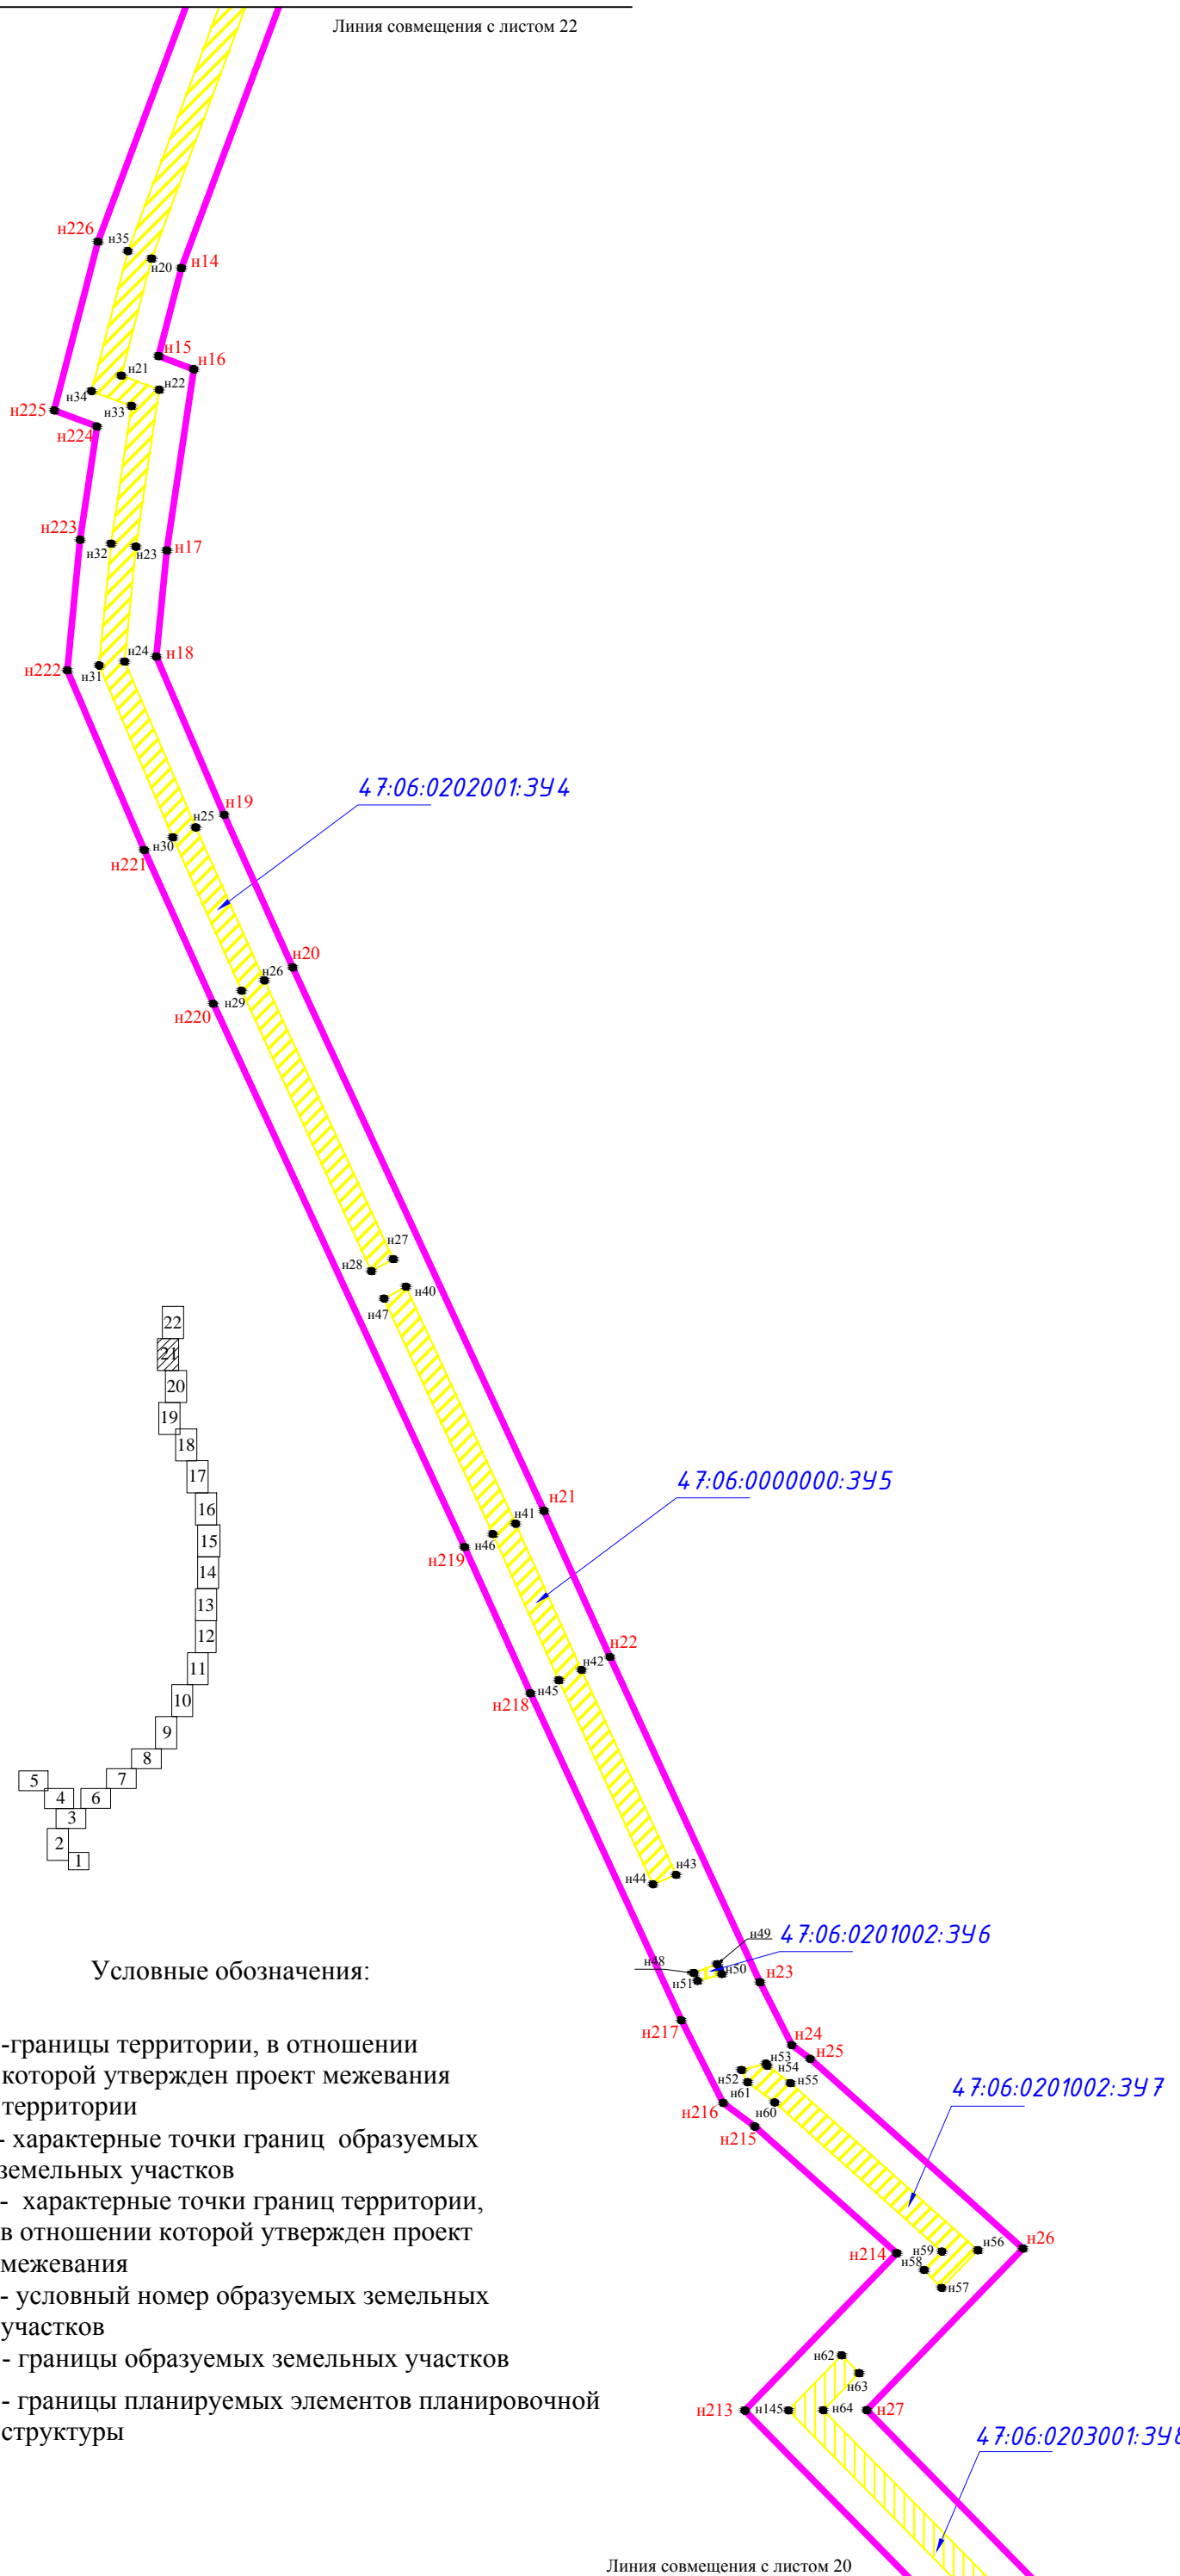 Линия совмещения с листом 22
н226
н35
н20
н14
н15
н16
н21
н22
н34
н33
н225
н224
н223
н32
н23
н17
н24
н18
н222
н31
47:06:0202001:ЗУ4
н19
н25
н30
н221
н20
н26
н29
н220
н27
н28
н40
н47
22
21
20
19
18
17
16
15
14
13
12
11
10
9
8
7
5
4
6
3
2
1
47:06:0000000:ЗУ5
н21
н41
н46
н219
н22
н42
н45
н218
н43
н44
н49
47:06:0201002:ЗУ6
н48
н50
н51
н23
н217
н24
н25
н53
н54
н52
н55
н61
н60
н216
н215
47:06:0201002:ЗУ7
н26
н56
н59
н214
н58
н57
н62
н63
н213
н145
н64
н27
47:06:0203001:ЗУ8
Условные обозначения:
-границы территории, в отношении
которой утвержден проект межевания
территории
- характерные точки границ образуемых
земельных участков
- характерные точки границ территории,
в отношении которой утвержден проект
межевания
- условный номер образуемых земельных
участков
- границы образуемых земельных участков
- границы планируемых элементов планировочной
структуры
Линия совмещения с листом 20